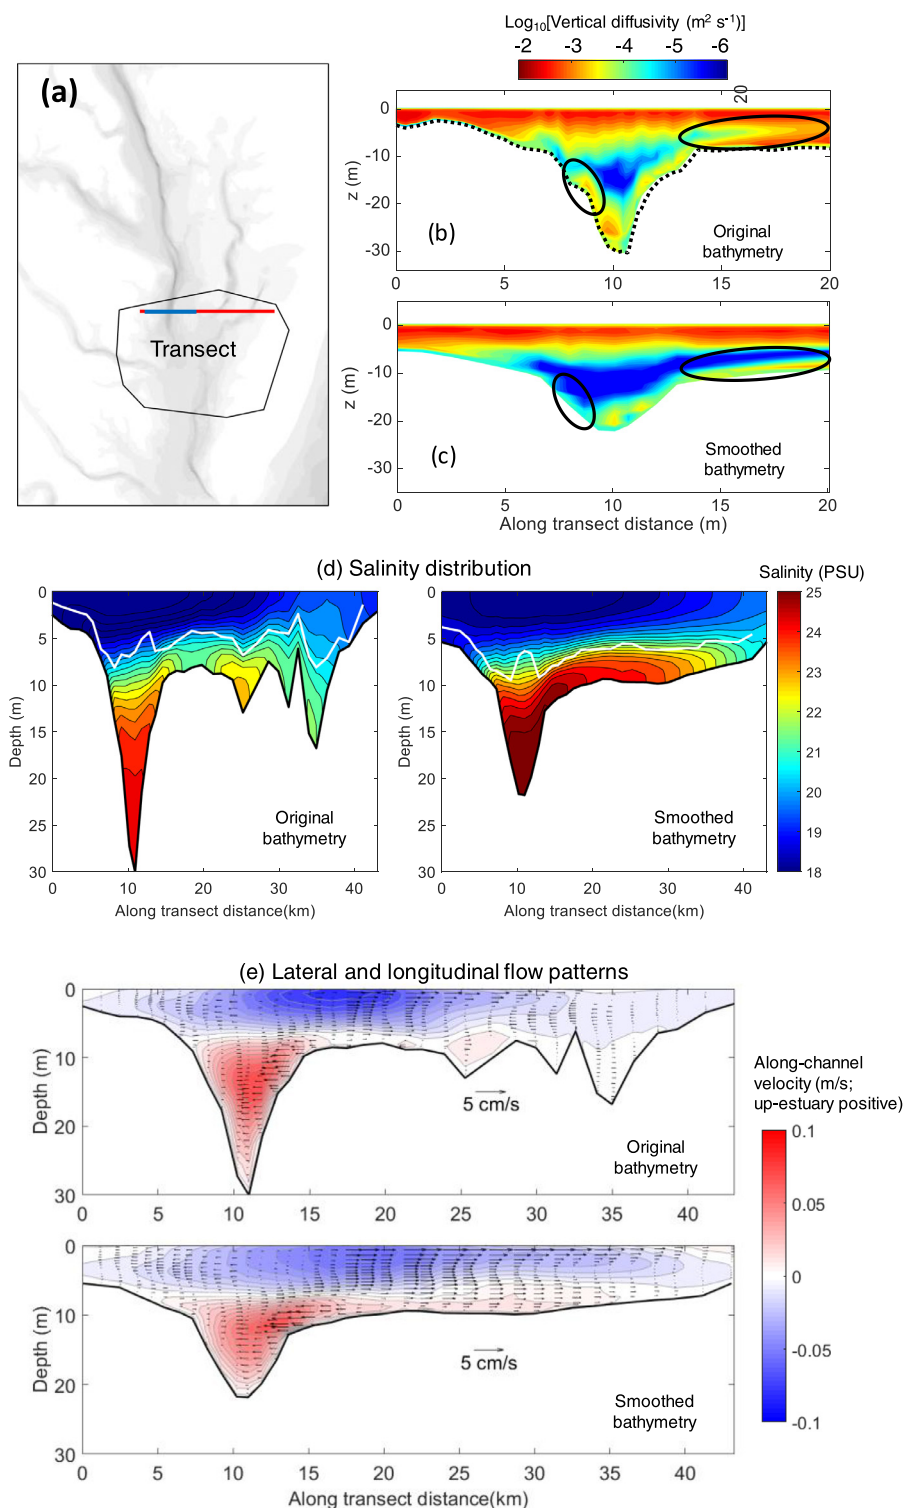 Log10[Vertical diffusivity (m2 s-1)]
-2 -3 -4 -5 -6
20
(a)
Transect
0
-10
-20
-30
z (m)
(b)
Original
bathymetry
0 5 10 15 20
0
-10
-20
-30
z (m)
(c)
Smoothed
bathymetry
0 5 10 15 20
Along transect distance (m)
(d) Salinity distribution
Salinity (PSU)
0
5
10
15
20
25
30
Depth (m)
Original
bathymetry
0 10 20 30 40
Along transect distance(km)
0
5
10
15
20
25
30
Depth (m)
Smoothed
bathymetry
0 10 20 30 40
Along transect distance(km)
25
24
23
22
21
20
19
18
(e) Lateral and longitudinal flow patterns
0
10
20
30
Depth (m)
5 cm/s
Original
bathymetry
0 5 10 15 20 25 30 35 40
0
10
20
30
Depth (m)
5 cm/s
Smoothed
bathymetry
0 5 10 15 20 25 30 35 40
Along transect distance(km)
Along-channel
velocity (m/s;
up-estuary positive)
0.1
0.05
0
-0.05
-0.1